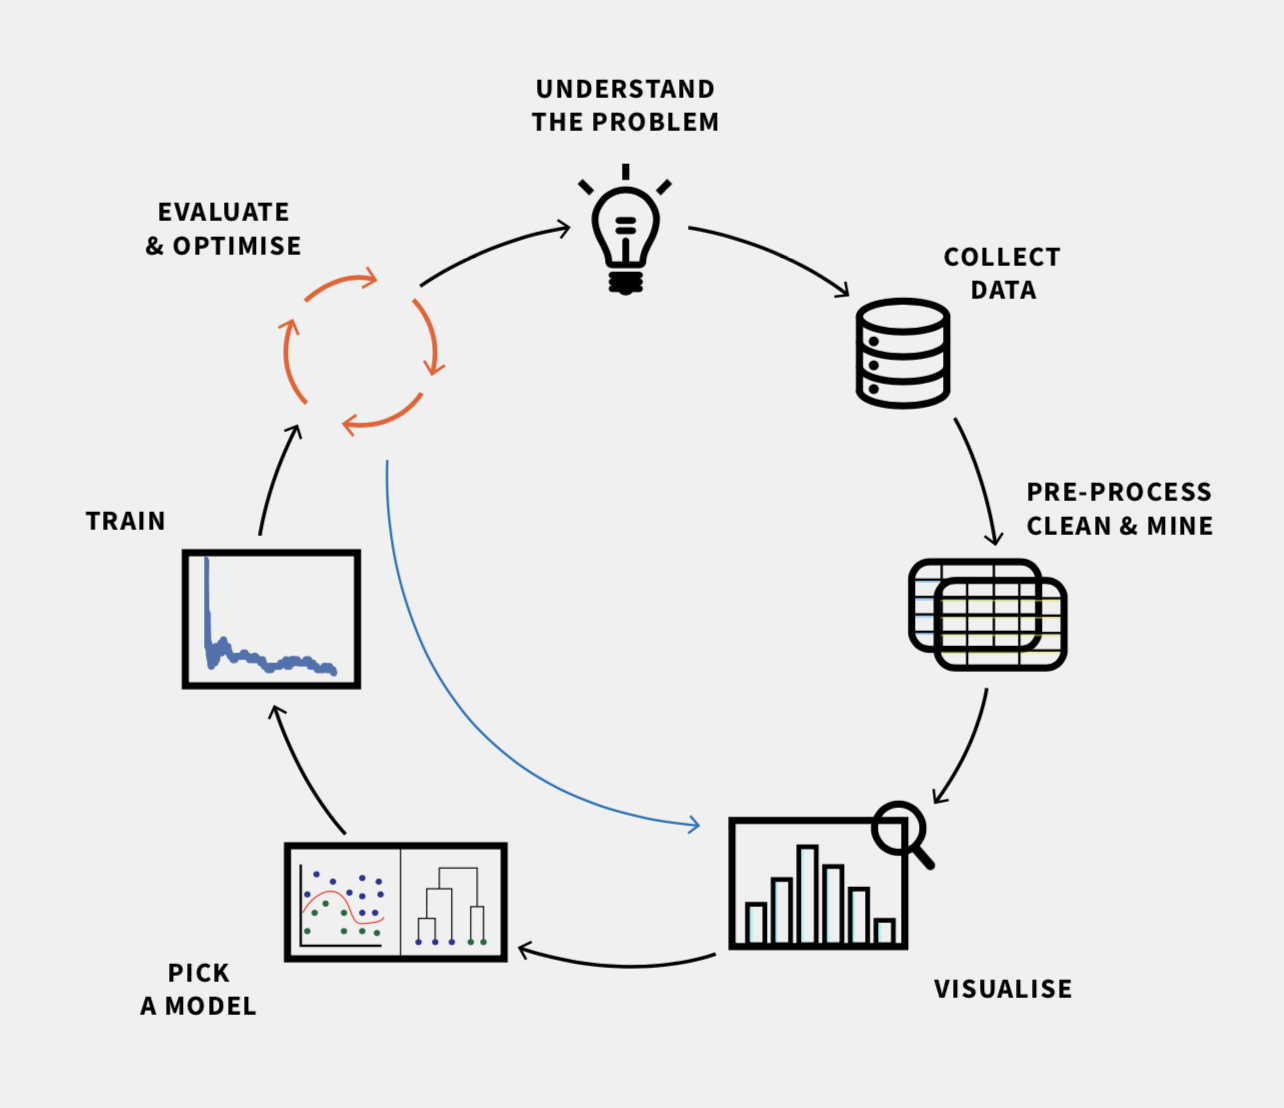 UNDERSTAND
THE PROBLEM
COLLECT
DATA
PRE-PROCESS
CLEAN & MINE
VISUALISE
PICK
A MODEL
TRAIN
EVALUATE
& OPTIMISE